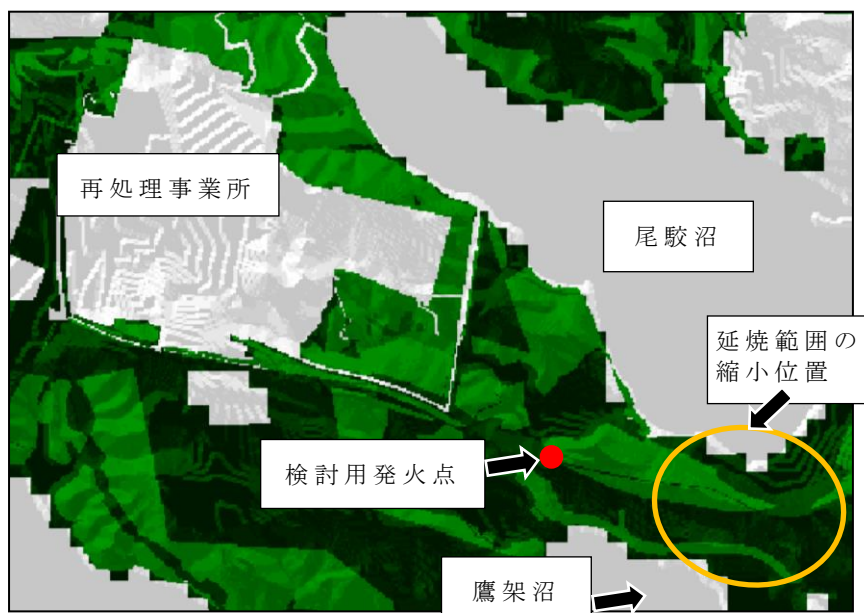 再処理事業所
尾駮沼
延焼範囲の
縮小位置
検討用発火点
鷹架沼